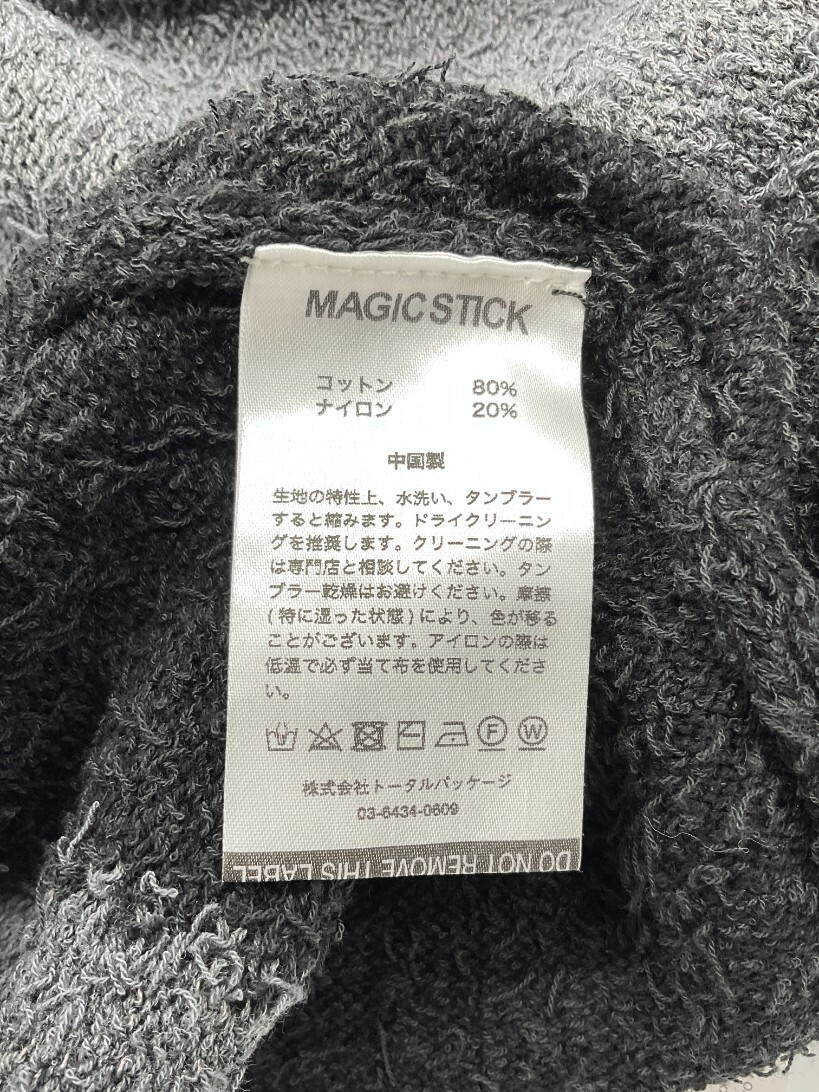 MAGIC STICK
コットン 80%
ナイロン 20%
中国製
生地の特性上、水洗い、タンブラー
すると縮みます。ドライクリーニン
グを推奨します。クリーニングの際
は専門店と相談してください。タン
ブラー乾燥はお避けください。摩擦
(特に湿った状態)により、色が移る
ことがございます。アイロンの際は
低温で必ず当て布を使用してくださ
い。
F W
株式会社トータルパッケージ
03-6434-0609
DO NOT REMOVE THIS LABEL